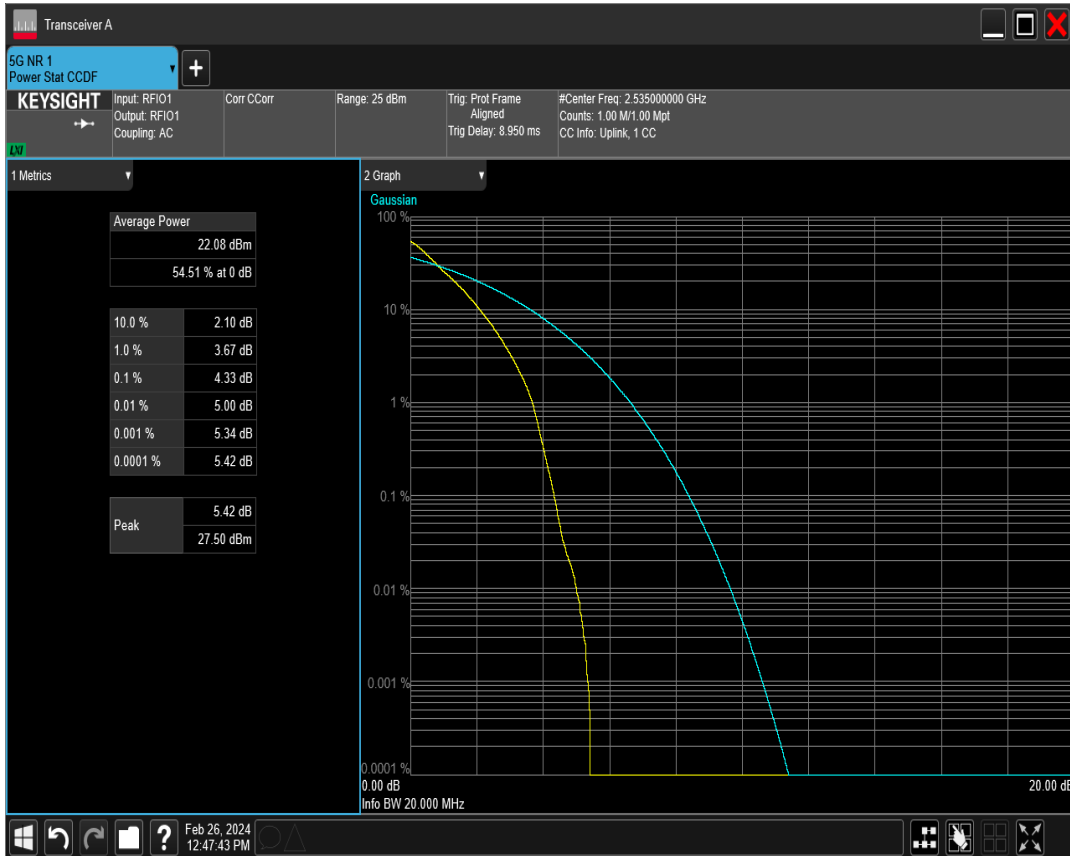 Transceiver A
5G NR 1
Power Stat CCDF
KEYSIGHT
LXI
Input: RFIO1
Output: RFIO1
Coupling: AC
Corr CCorr
Range: 25 dBm
Trig: Prot Frame
Aligned
Trig Delay: 8.950 ms
#Center Freq: 2.535000000 GHz
Counts: 1.00 M/1.00 Mpt
CC Info: Uplink, 1 CC
1 Metrics
Average Power
22.08 dBm
54.51 % at 0 dB
10.0 % 2.10 dB
1.0 % 3.67 dB
0.1 % 4.33 dB
0.01 % 5.00 dB
0.001 % 5.34 dB
0.0001 % 5.42 dB
Peak
5.42 dB
27.50 dBm
2 Graph
Gaussian
100 %
10 %
1 %
0.1 %
0.01 %
0.001 %
0.0001 %
0.00 dB 20.00 dB
Info BW 20.000 MHz
?
Feb 26, 2024
12:47:43 PM